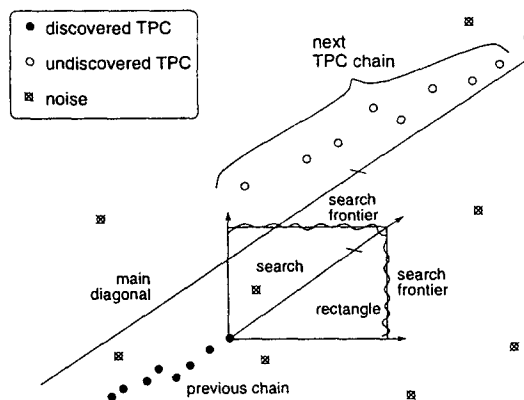 discovered TPC
undiscovered TPC
noise
next
TPC chain
search
frontier
search
main
diagonal
search
frontier
rectangle
previous chain